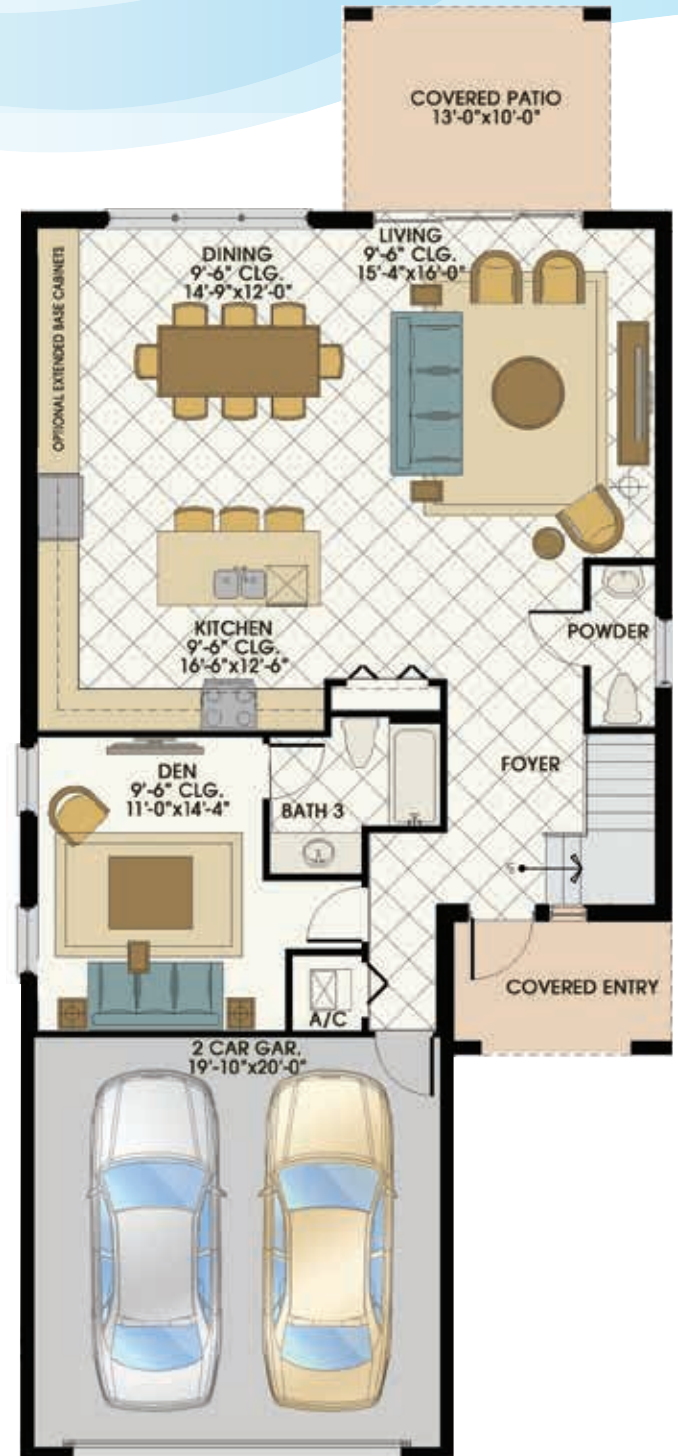 COVERED PATIO
13'-0"x10'-0"
DINING
9'-6" CLG.
14'-9"x12'-0"
LIVING
9'-6" CLG.
15'-4"x16'-0"
OPTIONAL EXTENDED BASE CABINETS
KITCHEN
9'-6" CLG.
16'-6"x12'-6"
POWDER
DEN
9'-6" CLG.
11'-0"x14'-4"
BATH 3
FOYER
COVERED ENTRY
A/C
2 CAR GAR.
19'-10"x20'-0"